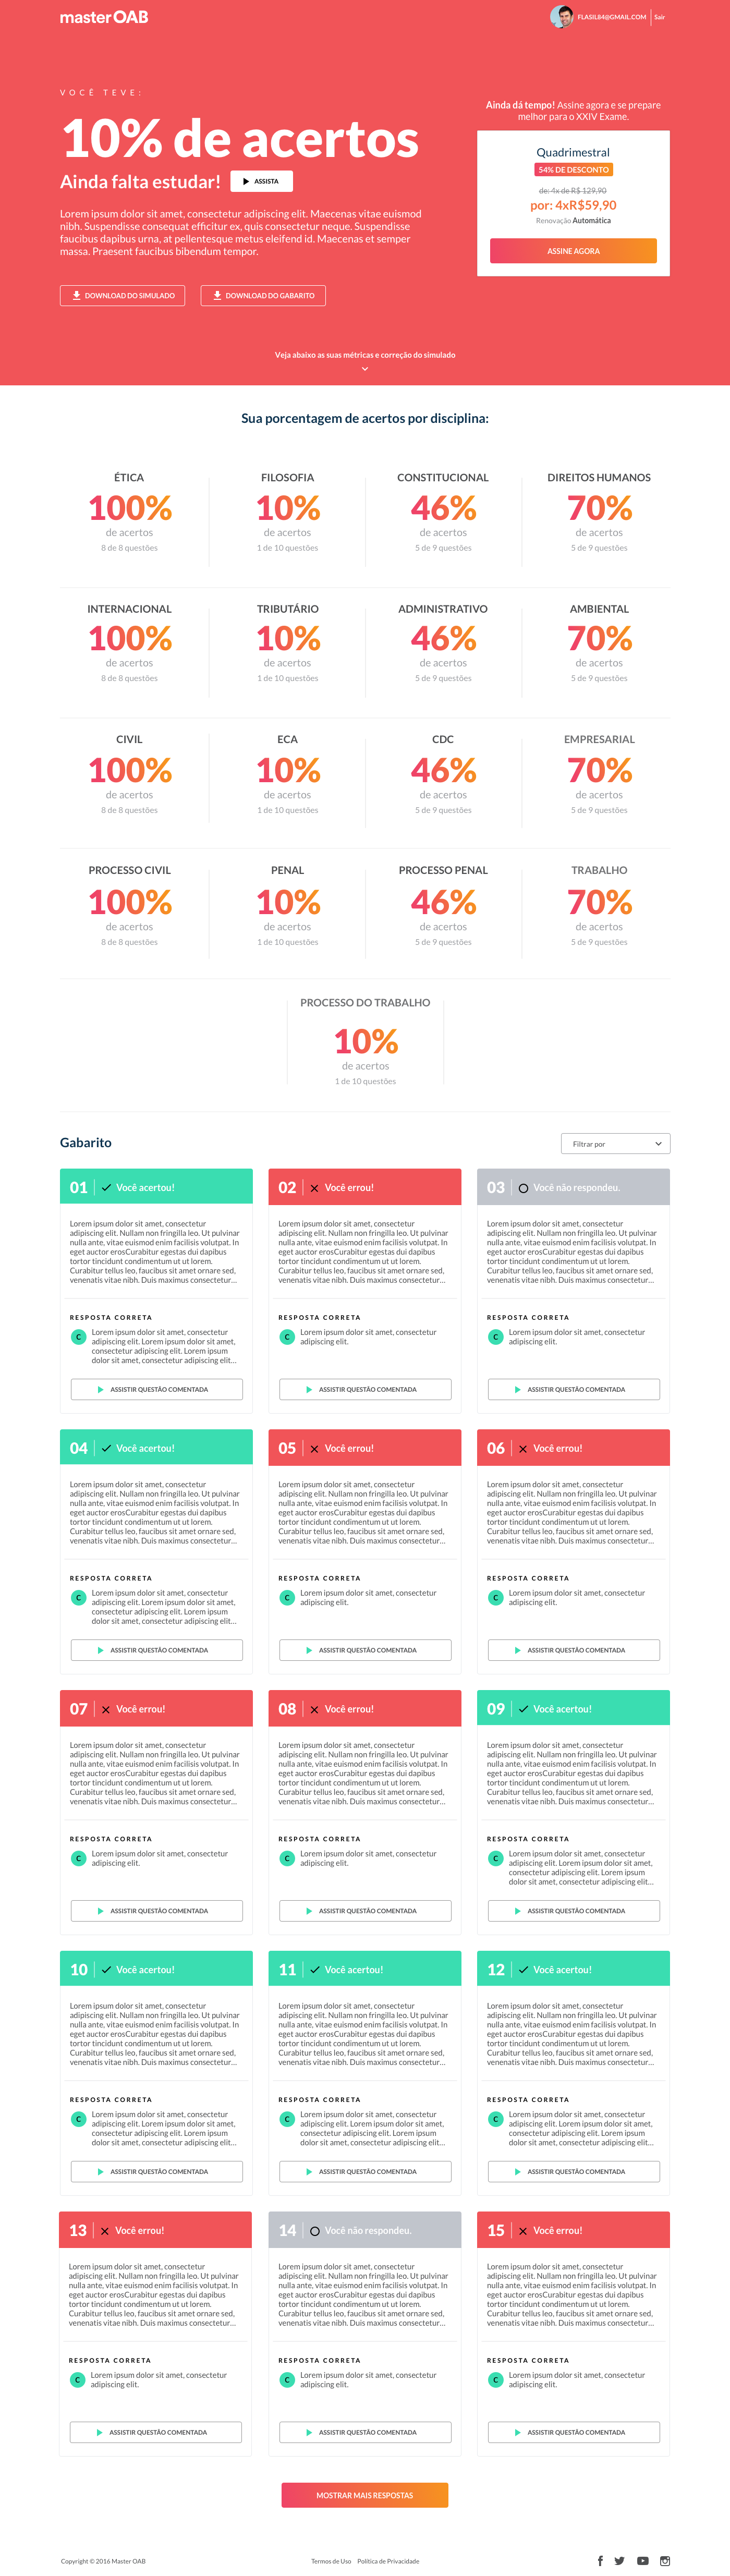 masterOAB
FLASIL84@GMAIL.COM Sair
VOCÊ TEVE:
10% de acertos
Ainda falta estudar! ASSISTA
Lorem ipsum dolor sit amet, consectetur adipiscing elit. Maecenas vitae euismod
nibh. Suspendisse consequat efficitur ex, quis consectetur neque. Suspendisse
faucibus dapibus urna, at pellentesque metus eleifend id. Maecenas et semper
massa. Praesent faucibus bibendum tempor.
DOWNLOAD DO SIMULADO DOWNLOAD DO GABARITO
Ainda dá tempo! Assine agora e se prepare
melhor para o XXIV Exame.
Quadrimestral
54% DE DESCONTO
de: 4x de R$ 129,90
por: 4xR$59,90
Renovação Automática
ASSINE AGORA
Veja abaixo as suas métricas e correção do simulado
Sua porcentagem de acertos por disciplina:
ÉTICA FILOSOFIA CONSTITUCIONAL DIREITOS HUMANOS
100% 10% 46% 70%
de acertos de acertos de acertos de acertos
8 de 8 questões 1 de 10 questões 5 de 9 questões 5 de 9 questões
INTERNACIONAL TRIBUTÁRIO ADMINISTRATIVO AMBIENTAL
100% 10% 46% 70%
de acertos de acertos de acertos de acertos
8 de 8 questões 1 de 10 questões 5 de 9 questões 5 de 9 questões
CIVIL ECA CDC EMPRESARIAL
100% 10% 46% 70%
de acertos de acertos de acertos de acertos
8 de 8 questões 1 de 10 questões 5 de 9 questões 5 de 9 questões
PROCESSO CIVIL PENAL PROCESSO PENAL TRABALHO
100% 10% 46% 70%
de acertos de acertos de acertos de acertos
8 de 8 questões 1 de 10 questões 5 de 9 questões 5 de 9 questões
PROCESSO DO TRABALHO
10%
de acertos
1 de 10 questões
Gabarito
Filtrar por
01 Você acertou!
Lorem ipsum dolor sit amet, consectetur
adipiscing elit. Nullam non fringilla leo. Ut pulvinar
nulla ante, vitae euismod enim facilisis volutpat. In
eget auctor erosCurabitur egestas dui dapibus
tortor tincidunt condimentum ut ut lorem.
Curabitur tellus leo, faucibus sit amet ornare sed,
venenatis vitae nibh. Duis maximus consectetur...
RESPOSTA CORRETA
C Lorem ipsum dolor sit amet, consectetur
adipiscing elit. Lorem ipsum dolor sit amet,
consectetur adipiscing elit. Lorem ipsum
dolor sit amet, consectetur adipiscing elit...
ASSISTIR QUESTÃO COMENTADA
02 Você errou!
Lorem ipsum dolor sit amet, consectetur
adipiscing elit. Nullam non fringilla leo. Ut pulvinar
nulla ante, vitae euismod enim facilisis volutpat. In
eget auctor erosCurabitur egestas dui dapibus
tortor tincidunt condimentum ut ut lorem.
Curabitur tellus leo, faucibus sit amet ornare sed,
venenatis vitae nibh. Duis maximus consectetur...
RESPOSTA CORRETA
C Lorem ipsum dolor sit amet, consectetur
adipiscing elit.
ASSISTIR QUESTÃO COMENTADA
03 Você não respondeu.
Lorem ipsum dolor sit amet, consectetur
adipiscing elit. Nullam non fringilla leo. Ut pulvinar
nulla ante, vitae euismod enim facilisis volutpat. In
eget auctor erosCurabitur egestas dui dapibus
tortor tincidunt condimentum ut ut lorem.
Curabitur tellus leo, faucibus sit amet ornare sed,
venenatis vitae nibh. Duis maximus consectetur...
RESPOSTA CORRETA
C Lorem ipsum dolor sit amet, consectetur
adipiscing elit.
ASSISTIR QUESTÃO COMENTADA
04 Você acertou!
Lorem ipsum dolor sit amet, consectetur
adipiscing elit. Nullam non fringilla leo. Ut pulvinar
nulla ante, vitae euismod enim facilisis volutpat. In
eget auctor erosCurabitur egestas dui dapibus
tortor tincidunt condimentum ut ut lorem.
Curabitur tellus leo, faucibus sit amet ornare sed,
venenatis vitae nibh. Duis maximus consectetur...
RESPOSTA CORRETA
C Lorem ipsum dolor sit amet, consectetur
adipiscing elit. Lorem ipsum dolor sit amet,
consectetur adipiscing elit. Lorem ipsum
dolor sit amet, consectetur adipiscing elit...
ASSISTIR QUESTÃO COMENTADA
05 Você errou!
Lorem ipsum dolor sit amet, consectetur
adipiscing elit. Nullam non fringilla leo. Ut pulvinar
nulla ante, vitae euismod enim facilisis volutpat. In
eget auctor erosCurabitur egestas dui dapibus
tortor tincidunt condimentum ut ut lorem.
Curabitur tellus leo, faucibus sit amet ornare sed,
venenatis vitae nibh. Duis maximus consectetur...
RESPOSTA CORRETA
C Lorem ipsum dolor sit amet, consectetur
adipiscing elit.
ASSISTIR QUESTÃO COMENTADA
06 Você errou!
Lorem ipsum dolor sit amet, consectetur
adipiscing elit. Nullam non fringilla leo. Ut pulvinar
nulla ante, vitae euismod enim facilisis volutpat. In
eget auctor erosCurabitur egestas dui dapibus
tortor tincidunt condimentum ut ut lorem.
Curabitur tellus leo, faucibus sit amet ornare sed,
venenatis vitae nibh. Duis maximus consectetur...
RESPOSTA CORRETA
C Lorem ipsum dolor sit amet, consectetur
adipiscing elit.
ASSISTIR QUESTÃO COMENTADA
07 Você errou!
Lorem ipsum dolor sit amet, consectetur
adipiscing elit. Nullam non fringilla leo. Ut pulvinar
nulla ante, vitae euismod enim facilisis volutpat. In
eget auctor erosCurabitur egestas dui dapibus
tortor tincidunt condimentum ut ut lorem.
Curabitur tellus leo, faucibus sit amet ornare sed,
venenatis vitae nibh. Duis maximus consectetur...
RESPOSTA CORRETA
C Lorem ipsum dolor sit amet, consectetur
adipiscing elit.
ASSISTIR QUESTÃO COMENTADA
08 Você errou!
Lorem ipsum dolor sit amet, consectetur
adipiscing elit. Nullam non fringilla leo. Ut pulvinar
nulla ante, vitae euismod enim facilisis volutpat. In
eget auctor erosCurabitur egestas dui dapibus
tortor tincidunt condimentum ut ut lorem.
Curabitur tellus leo, faucibus sit amet ornare sed,
venenatis vitae nibh. Duis maximus consectetur...
RESPOSTA CORRETA
C Lorem ipsum dolor sit amet, consectetur
adipiscing elit.
ASSISTIR QUESTÃO COMENTADA
09 Você acertou!
Lorem ipsum dolor sit amet, consectetur
adipiscing elit. Nullam non fringilla leo. Ut pulvinar
nulla ante, vitae euismod enim facilisis volutpat. In
eget auctor erosCurabitur egestas dui dapibus
tortor tincidunt condimentum ut ut lorem.
Curabitur tellus leo, faucibus sit amet ornare sed,
venenatis vitae nibh. Duis maximus consectetur...
RESPOSTA CORRETA
C Lorem ipsum dolor sit amet, consectetur
adipiscing elit. Lorem ipsum dolor sit amet,
consectetur adipiscing elit. Lorem ipsum
dolor sit amet, consectetur adipiscing elit...
ASSISTIR QUESTÃO COMENTADA
10 Você acertou!
Lorem ipsum dolor sit amet, consectetur
adipiscing elit. Nullam non fringilla leo. Ut pulvinar
nulla ante, vitae euismod enim facilisis volutpat. In
eget auctor erosCurabitur egestas dui dapibus
tortor tincidunt condimentum ut ut lorem.
Curabitur tellus leo, faucibus sit amet ornare sed,
venenatis vitae nibh. Duis maximus consectetur...
RESPOSTA CORRETA
C Lorem ipsum dolor sit amet, consectetur
adipiscing elit. Lorem ipsum dolor sit amet,
consectetur adipiscing elit. Lorem ipsum
dolor sit amet, consectetur adipiscing elit...
ASSISTIR QUESTÃO COMENTADA
11 Você acertou!
Lorem ipsum dolor sit amet, consectetur
adipiscing elit. Nullam non fringilla leo. Ut pulvinar
nulla ante, vitae euismod enim facilisis volutpat. In
eget auctor erosCurabitur egestas dui dapibus
tortor tincidunt condimentum ut ut lorem.
Curabitur tellus leo, faucibus sit amet ornare sed,
venenatis vitae nibh. Duis maximus consectetur...
RESPOSTA CORRETA
C Lorem ipsum dolor sit amet, consectetur
adipiscing elit. Lorem ipsum dolor sit amet,
consectetur adipiscing elit. Lorem ipsum
dolor sit amet, consectetur adipiscing elit...
ASSISTIR QUESTÃO COMENTADA
12 Você acertou!
Lorem ipsum dolor sit amet, consectetur
adipiscing elit. Nullam non fringilla leo. Ut pulvinar
nulla ante, vitae euismod enim facilisis volutpat. In
eget auctor erosCurabitur egestas dui dapibus
tortor tincidunt condimentum ut ut lorem.
Curabitur tellus leo, faucibus sit amet ornare sed,
venenatis vitae nibh. Duis maximus consectetur...
RESPOSTA CORRETA
C Lorem ipsum dolor sit amet, consectetur
adipiscing elit. Lorem ipsum dolor sit amet,
consectetur adipiscing elit. Lorem ipsum
dolor sit amet, consectetur adipiscing elit...
ASSISTIR QUESTÃO COMENTADA
13 Você errou!
Lorem ipsum dolor sit amet, consectetur
adipiscing elit. Nullam non fringilla leo. Ut pulvinar
nulla ante, vitae euismod enim facilisis volutpat. In
eget auctor erosCurabitur egestas dui dapibus
tortor tincidunt condimentum ut ut lorem.
Curabitur tellus leo, faucibus sit amet ornare sed,
venenatis vitae nibh. Duis maximus consectetur...
RESPOSTA CORRETA
C Lorem ipsum dolor sit amet, consectetur
adipiscing elit.
ASSISTIR QUESTÃO COMENTADA
14 Você não respondeu.
Lorem ipsum dolor sit amet, consectetur
adipiscing elit. Nullam non fringilla leo. Ut pulvinar
nulla ante, vitae euismod enim facilisis volutpat. In
eget auctor erosCurabitur egestas dui dapibus
tortor tincidunt condimentum ut ut lorem.
Curabitur tellus leo, faucibus sit amet ornare sed,
venenatis vitae nibh. Duis maximus consectetur...
RESPOSTA CORRETA
C Lorem ipsum dolor sit amet, consectetur
adipiscing elit.
ASSISTIR QUESTÃO COMENTADA
15 Você errou!
Lorem ipsum dolor sit amet, consectetur
adipiscing elit. Nullam non fringilla leo. Ut pulvinar
nulla ante, vitae euismod enim facilisis volutpat. In
eget auctor erosCurabitur egestas dui dapibus
tortor tincidunt condimentum ut ut lorem.
Curabitur tellus leo, faucibus sit amet ornare sed,
venenatis vitae nibh. Duis maximus consectetur...
RESPOSTA CORRETA
C Lorem ipsum dolor sit amet, consectetur
adipiscing elit.
ASSISTIR QUESTÃO COMENTADA
MOSTRAR MAIS RESPOSTAS
Copyright © 2016 Master OAB Termos de Uso Política de Privacidade